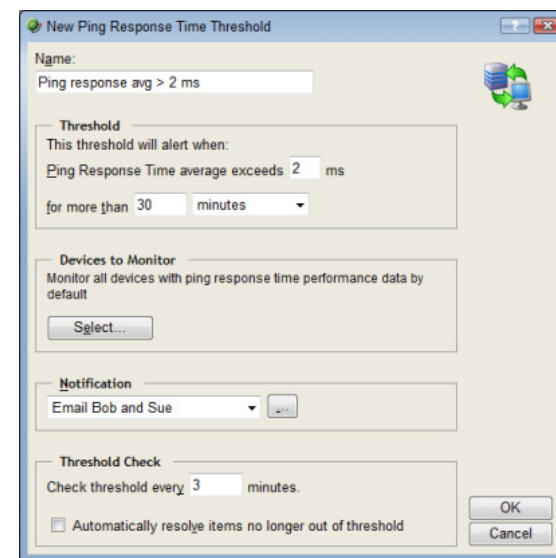 New Ping Response Time Threshold
Name:
Ping response avg > 2 ms
Threshold
This threshold will alert when:
Ping Response Time average exceeds 2 ms
for more than 30 minutes
Devices to Monitor
Monitor all devices with ping response time performance data by
default
Select...
Notification
Email Bob and Sue ...
Threshold Check
Check threshold every 3 minutes.
Automatically resolve items no longer out of threshold
OK
Cancel